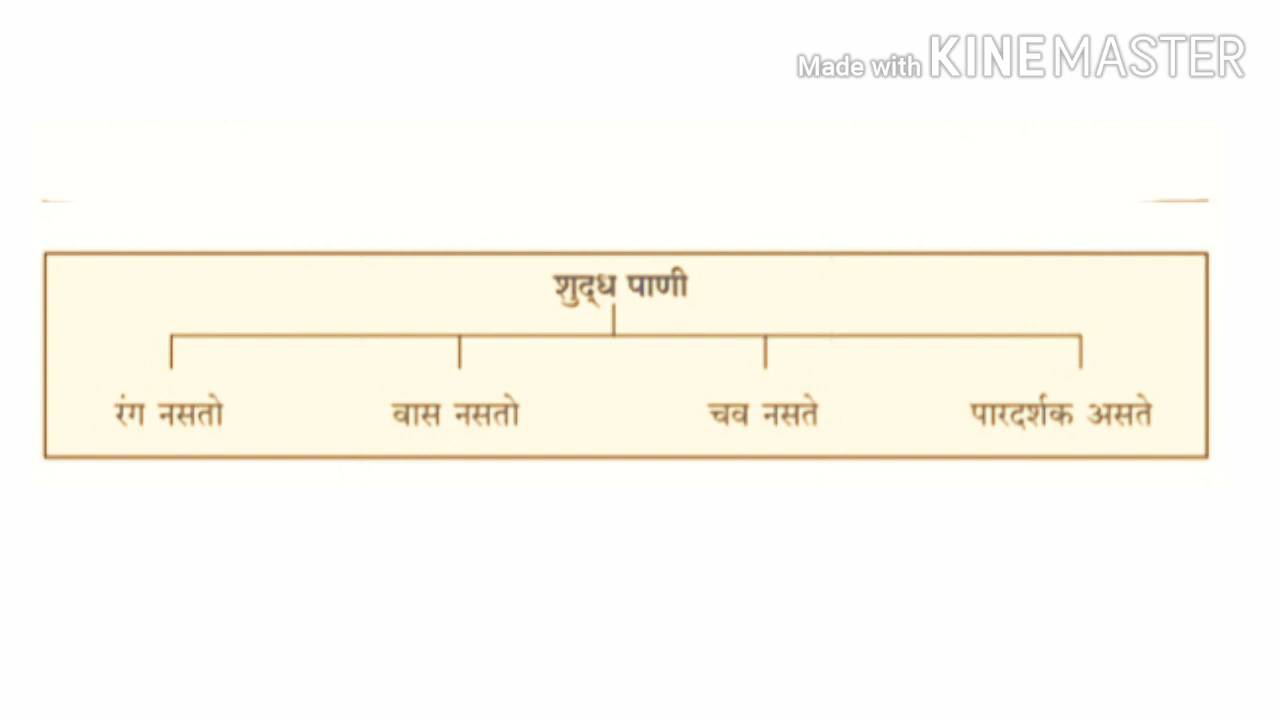 Made with KINEMASTER
शुद्ध पाणी
रंग नसतो वास नसतो चव नसते पारदर्शक असते